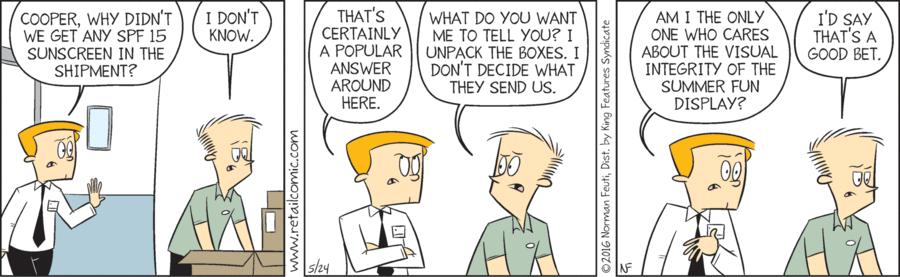 COOPER, WHY DIDN'T
WE GET ANY SPF 15
SUNSCREEN IN THE
SHIPMENT?
I DON'T
KNOW.
www.retailcomic.com
THAT'S
CERTAINLY
A POPULAR
ANSWER
AROUND
HERE.
WHAT DO YOU WANT
ME TO TELL YOU? I
UNPACK THE BOXES. I
DON'T DECIDE WHAT
THEY SEND US.
5/24
©2016 Norman Feuti, Dist. by King Features Syndicate
AM I THE ONLY
ONE WHO CARES
ABOUT THE VISUAL
INTEGRITY OF THE
SUMMER FUN
DISPLAY?
I'D SAY
THAT'S A
GOOD BET.
NF